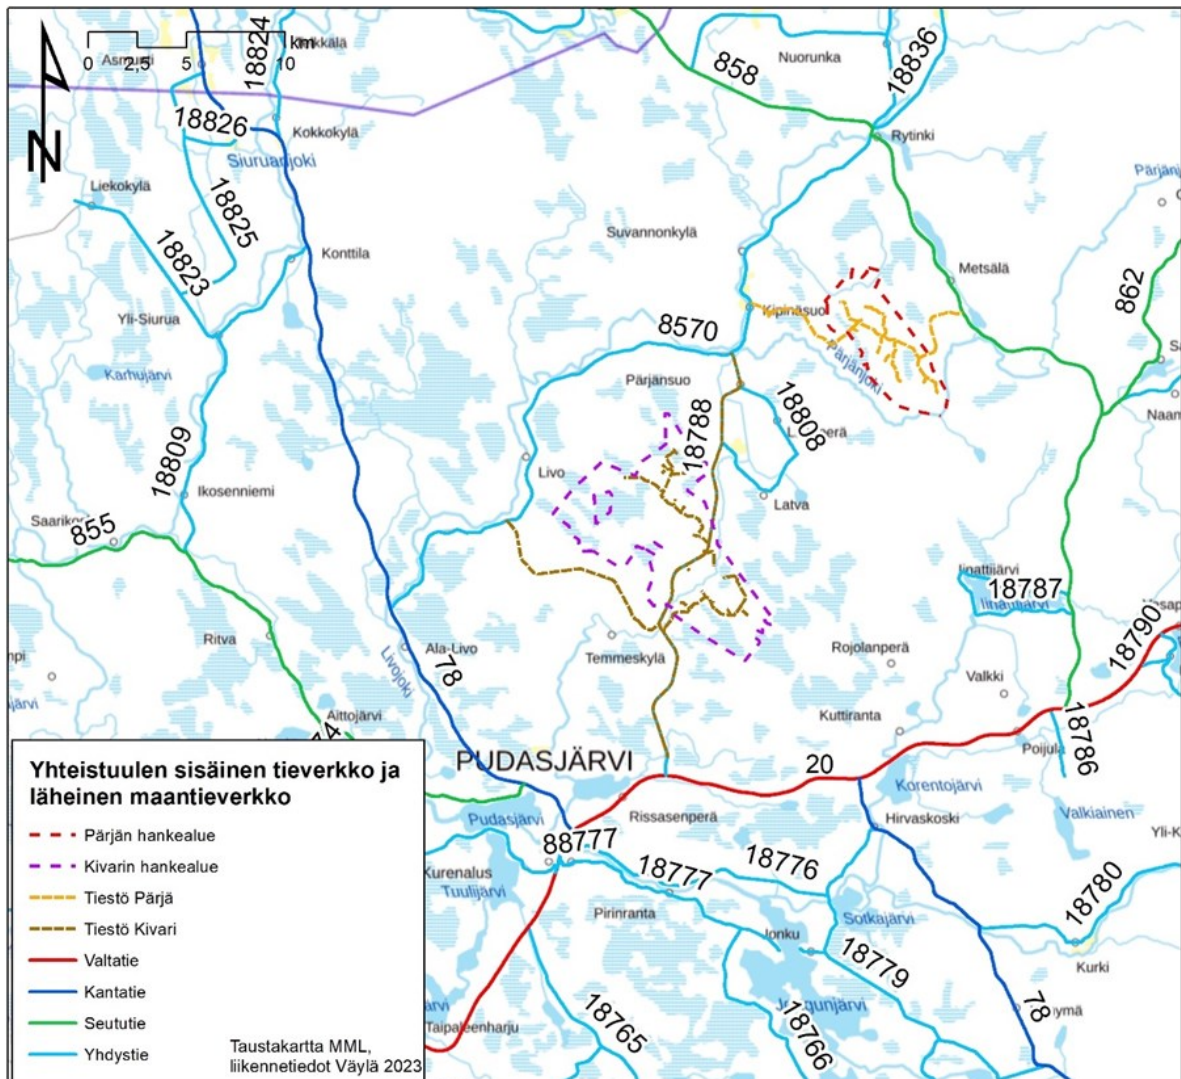 18824
Asmunti
km
0 2,5 5 10
Nuorunka
858
18836
18826
Kokkokylä
Rytinki
Siuruanjoki
N
Liekokylä
18825
Suvannonkylä
Konttila
Metsälä
18823
862
Kipinäsuo
Yli-Siurua
8570
Pärjänjoki
Karhujärvi
Pärjänsuo
18788
18808
18809
Livo
Ikosenniemi
Latva
855
Iinattijärvi
18787
Iinattijärvi
18790
Ritva
Ala-Livo
Temmeskylä
Rojolanperä
Livojoki
78
Valkki
Aittojärvi
Kuttiranta
18786
Poijula
PUDASJÄRVI
20
Korentojärvi
Pudasjärvi
Rissasenperä
Hirvaskoski
Valkiainen
88777
18777
18776
Kurenalus
Tuulijärvi
18780
Pirinranta
Sotkajärvi
Jonku
18779
Kurki
78
Taipaleenharju
18765
18766
Yhteistuulen sisäinen tieverkko ja
läheinen maantieverkko
Pärjän hankealue
Kivarin hankealue
Tiestö Pärjä
Tiestö Kivari
Valtatie
Kantatie
Seututie
Yhdystie
Taustakartta MML,
liikennetiedot Väylä 2023